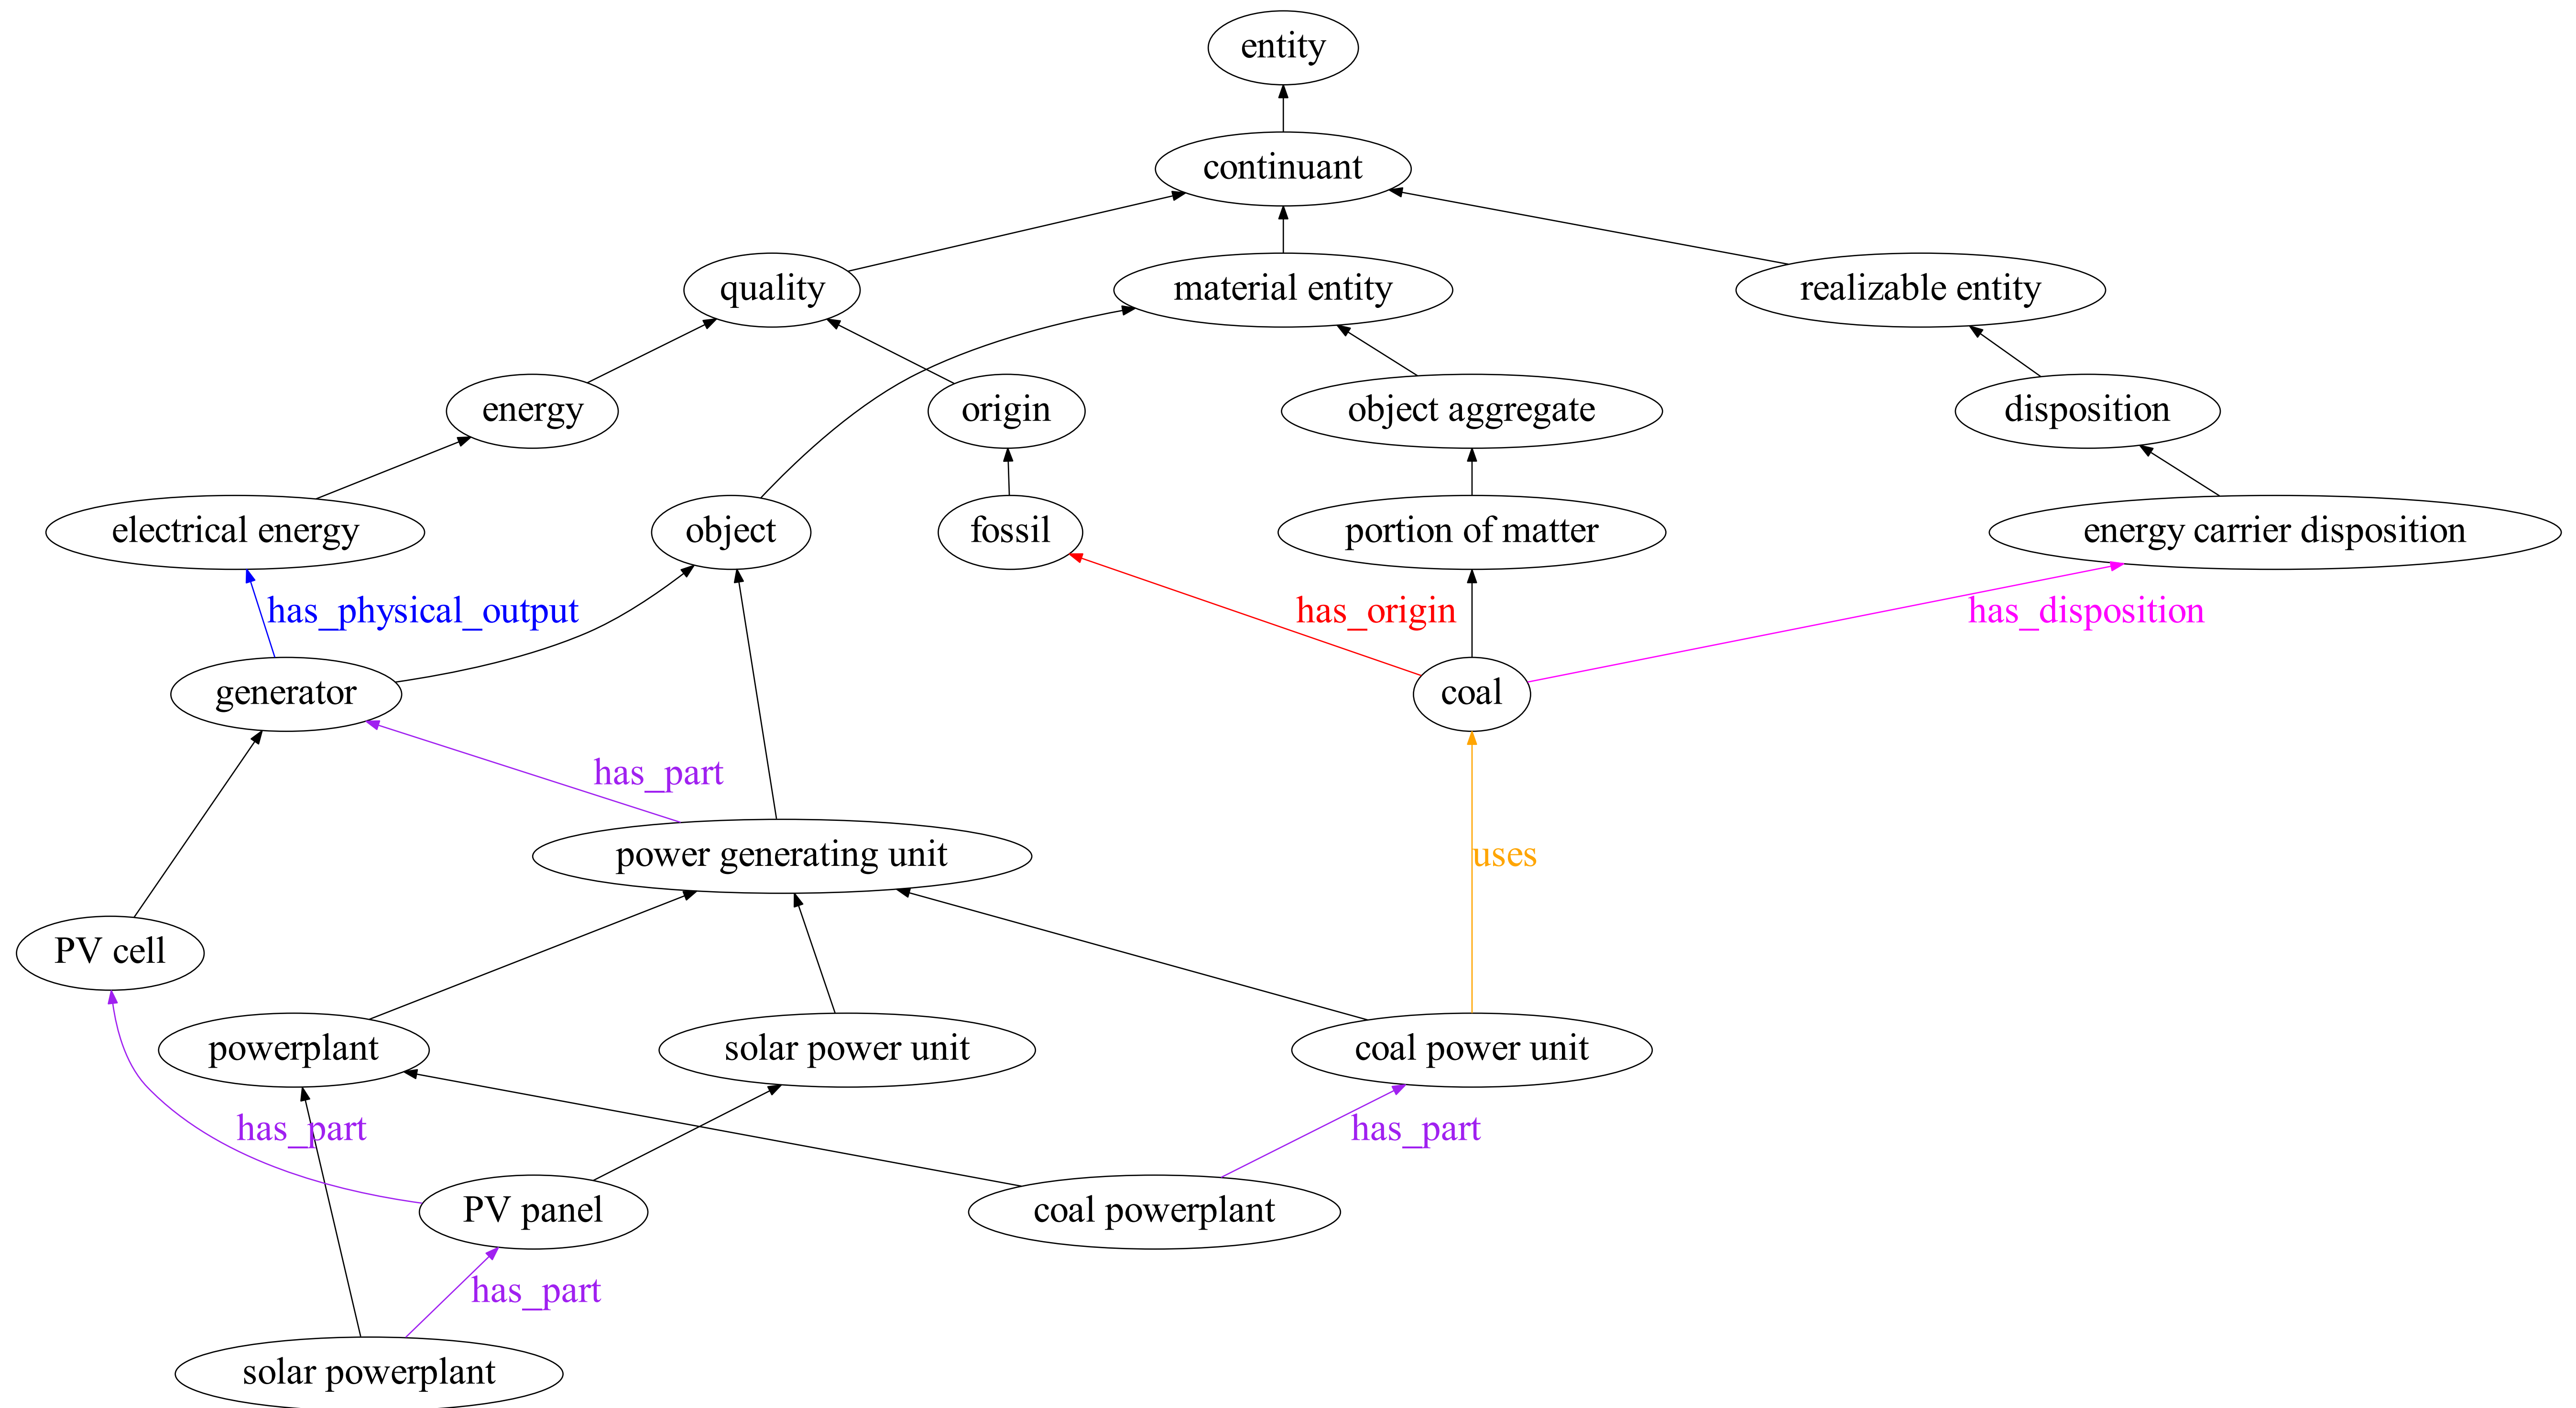 entity
continuant
quality
material entity
realizable entity
energy
origin
object aggregate
disposition
electrical energy
object
fossil
portion of matter
energy carrier disposition
has_physical_output
has_origin
has_disposition
generator
coal
has_part
power generating unit
uses
PV cell
powerplant
solar power unit
coal power unit
has_part
has_part
PV panel
coal powerplant
has_part
solar powerplant